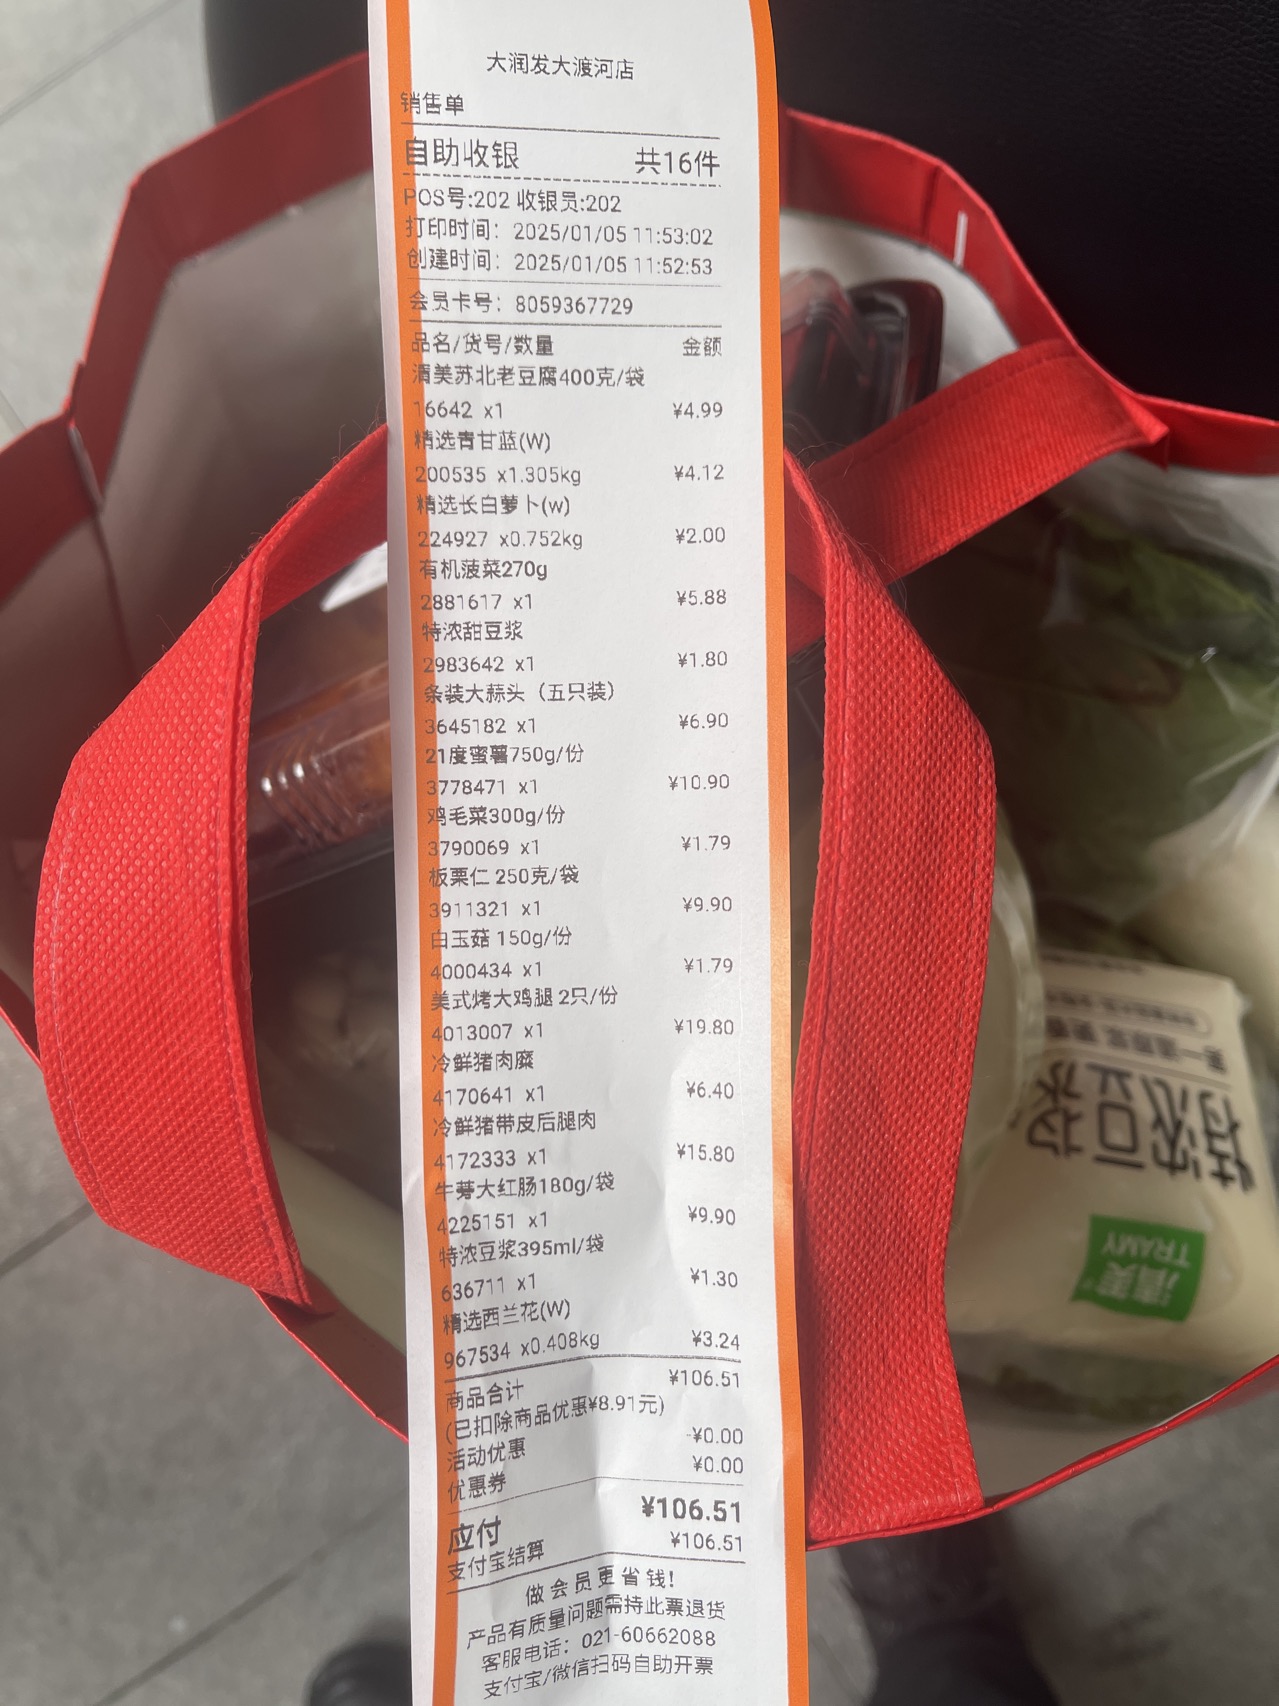 大润发大渡河店
销售单
自助收银 共16件
POS号:202 收银员:202
打印时间：2025/01/05 11:53:02
创建时间：2025/01/05 11:52:53
会员卡号：8059367729
品名/货号/数量 金额
清美苏北老豆腐400克/袋
16642 x1 ¥4.99
精选青甘蓝(W)
200535 x1.305kg ¥4.12
精选长白萝卜(w)
224927 x0.752kg ¥2.00
有机菠菜270g
2881617 x1 ¥5.88
特浓甜豆浆
2983642 x1 ¥1.80
条装大蒜头（五只装）
3645182 x1 ¥6.90
21度蜜薯750g/份
3778471 x1 ¥10.90
鸡毛菜300g/份
3790069 x1 ¥1.79
板栗仁 250克/袋
3911321 x1 ¥9.90
白玉菇 150g/份
4000434 x1 ¥1.79
美式烤大鸡腿 2只/份
4013007 x1 ¥19.80
冷鲜猪肉糜
4170641 x1 ¥6.40
冷鲜猪带皮后腿肉
4172333 x1 ¥15.80
牛蒡大红肠180g/袋
4225151 x1 ¥9.90
特浓豆浆395ml/袋
636711 x1 ¥1.30
精选西兰花(W)
967534 x0.408kg ¥3.24
商品合计 ¥106.51
(已扣除商品优惠¥8.91元)
活动优惠 -¥0.00
优惠券 ¥0.00
应付 ¥106.51
支付宝结算 ¥106.51
做会员更省钱!
产品有质量问题需持此票退货
客服电话：021-60662088
支付宝/微信扫码自助开票
特浓豆浆
清美
TRAMY